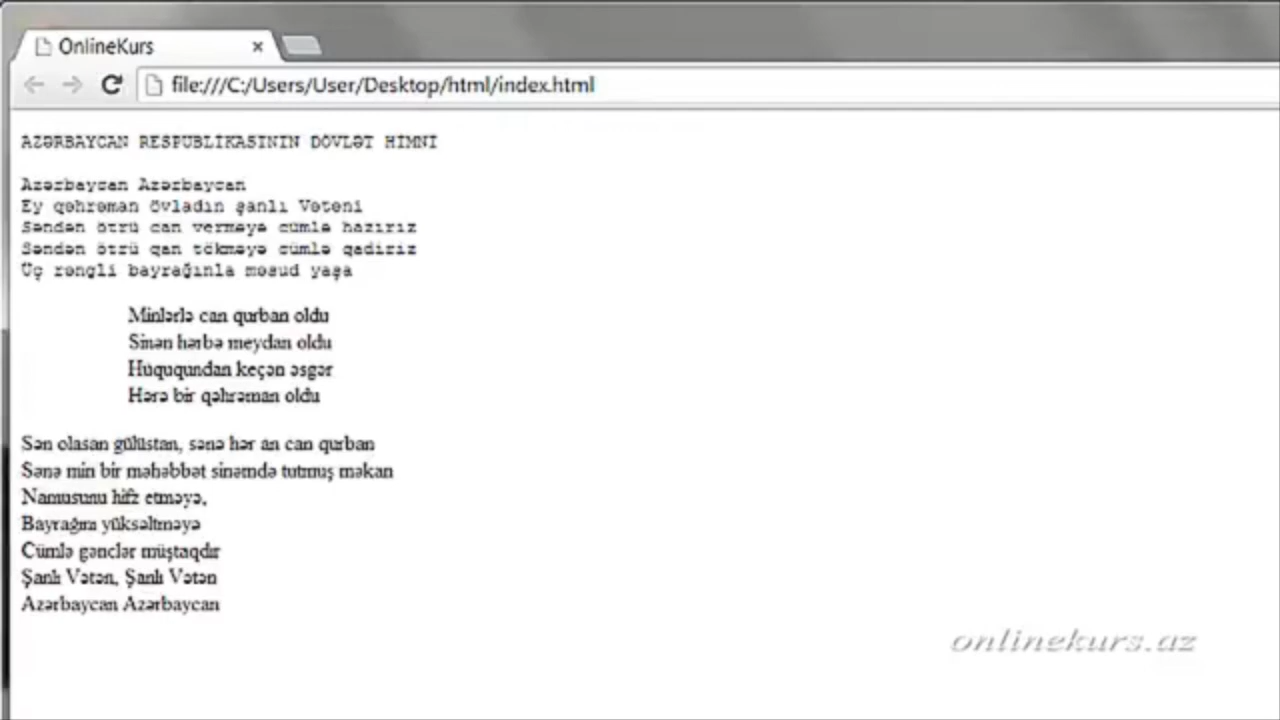 OnlineKurs
file:///C:/Users/User/Desktop/html/index.html
AZƏRBAYCAN RESPUBLİKASININ DÖVLƏT HİMNİ
Azərbaycan Azərbaycan
Ey qəhrəman övladın şanlı Vətəni
Səndən ötrü can verməyə cümlə hazırız
Səndən ötrü qan tökməyə cümlə qadiriz
Üç rəngli bayrağınla məsud yaşa
Minlərlə can qurban oldu
Sinən hərbə meydan oldu
Hüququndan keçən əsgər
Hərə bir qəhrəman oldu
Sən olasan gülüstan, sənə hər an can qurban
Sənə min bir məhəbbət sinəmdə tutmuş məkan
Namusunu hifz etməyə,
Bayrağını yüksəltməyə
Cümlə gənclər müştaqdır
Şanlı Vətən, Şanlı Vətən
Azərbaycan Azərbaycan
onlinekurs.az